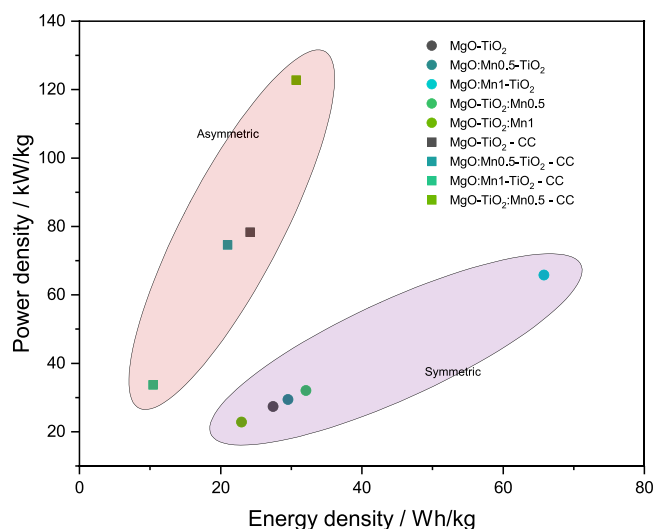 140
120
100
80
60
40
20
0
20
40
60
80
Power density / kW/kg
Energy density / Wh/kg
Asymmetric
Symmetric
MgO-TiO₂
MgO:Mn0.5-TiO₂
MgO:Mn1-TiO₂
MgO-TiO₂:Mn0.5
MgO-TiO₂:Mn1
MgO-TiO₂ - CC
MgO:Mn0.5-TiO₂ - CC
MgO:Mn1-TiO₂ - CC
MgO-TiO₂:Mn0.5 - CC